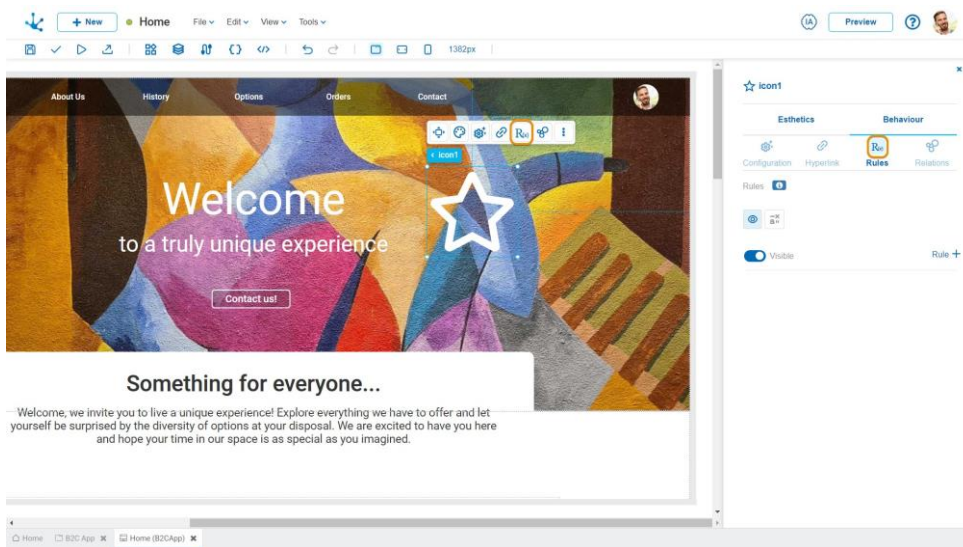 + New
Home
File
Edit
View
Tools
IA
Preview
?
1382px
About Us
History
Options
Orders
Contact
icon1
Welcome
to a truly unique experience
Contact us!
Something for everyone...
Welcome, we invite you to live a unique experience! Explore everything we have to offer and let
yourself be surprised by the diversity of options at your disposal. We are excited to have you here
and hope your time in our space is as special as you imagined.
icon1
Esthetics
Behaviour
Configuration
Hyperlink
Rules
Relations
Rules
Visible
Rule +
Home
B2C App
Home (B2CApp)